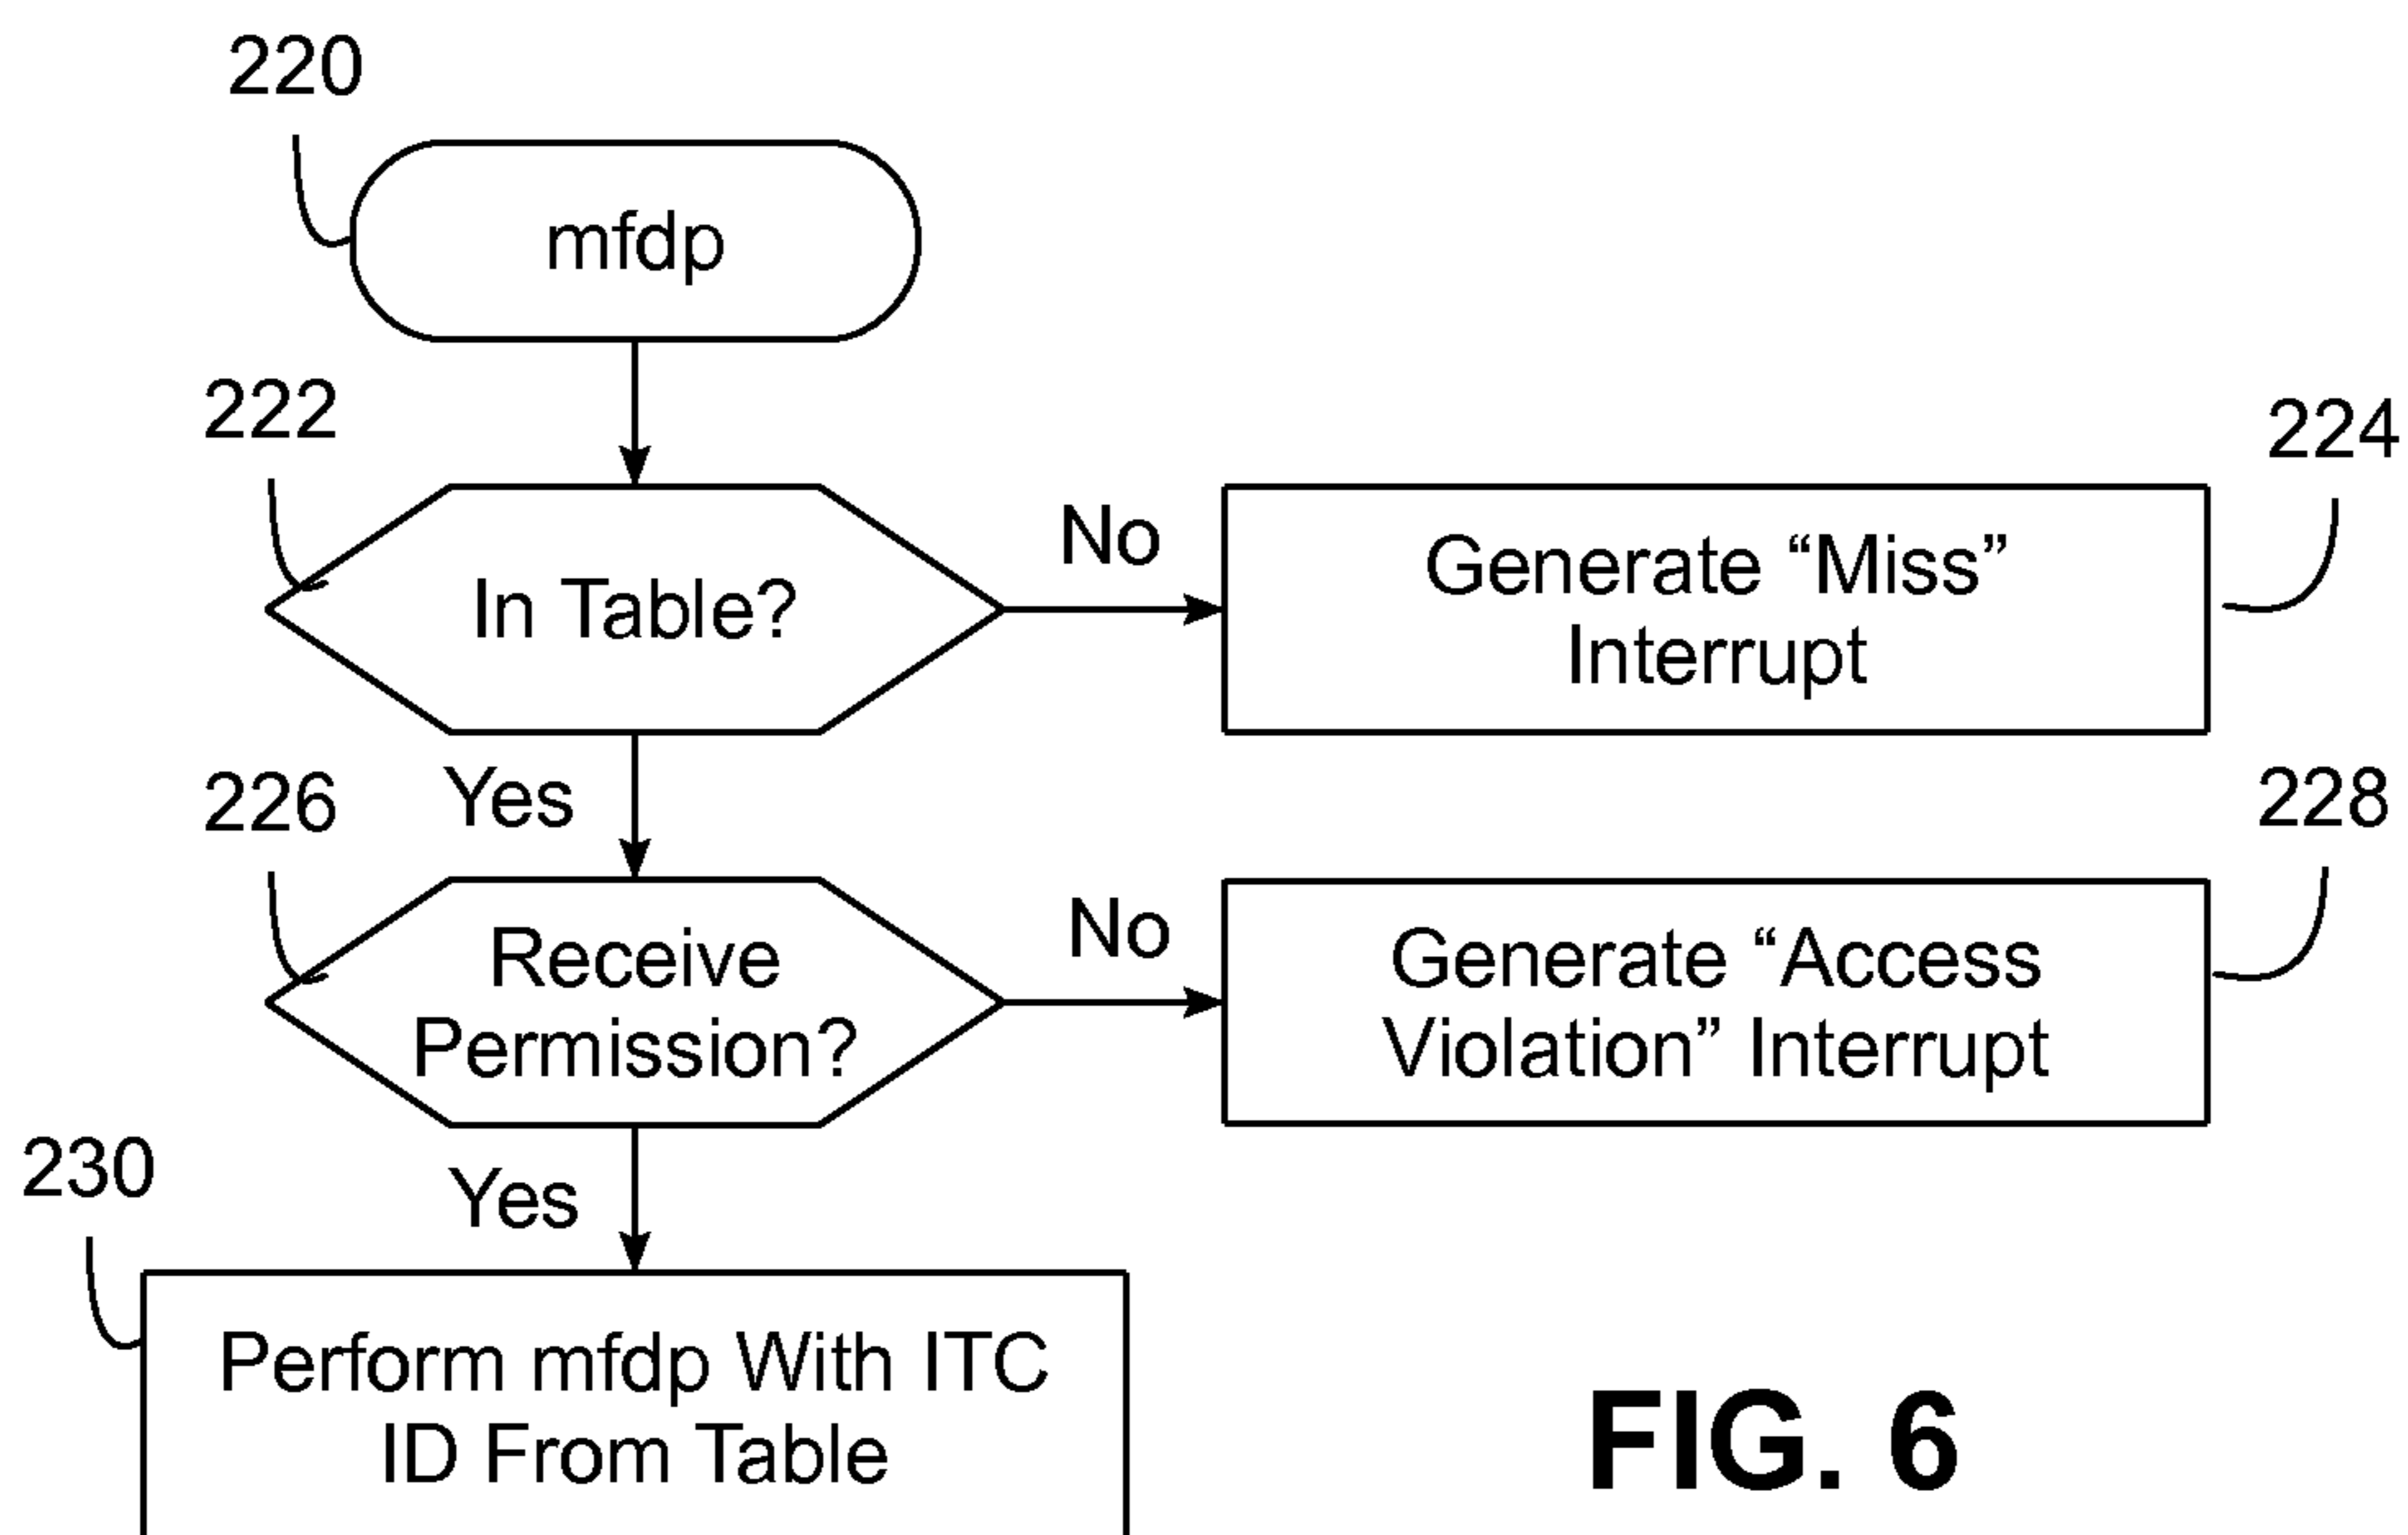 220
mfdp
222
In Table?
No
224
Generate “Miss”
Interrupt
Yes
226
Receive
Permission?
No
228
Generate “Access
Violation” Interrupt
Yes
230
Perform mfdp With ITC
ID From Table
FIG. 6